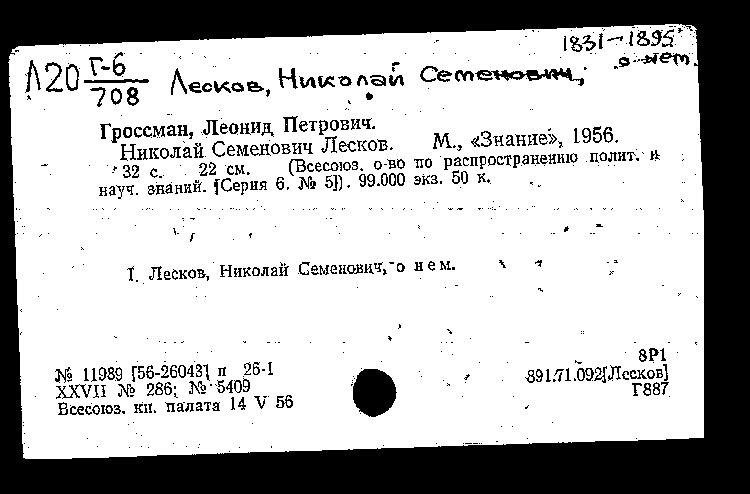 1831-1895
Л20 Г-6 Лесков, Николай Семенович, о нем.
708
Гроссман, Леонид Петрович.
Николай Семенович Лесков. М., «Знание», 1956.
32 с. 22 см. (Всесоюз. о-во по распространению полит. и
науч. знаний. [Серия 6. № 5]). 99.000 экз. 50 к.
I. Лесков, Николай Семенович, о нем.
8Р1
№ 11989 [56-26043] п 26-I
891.71.092[Лесков]
XXVII № 286; № 5409
Г887
Всесоюз. кн. палата 14 V 56